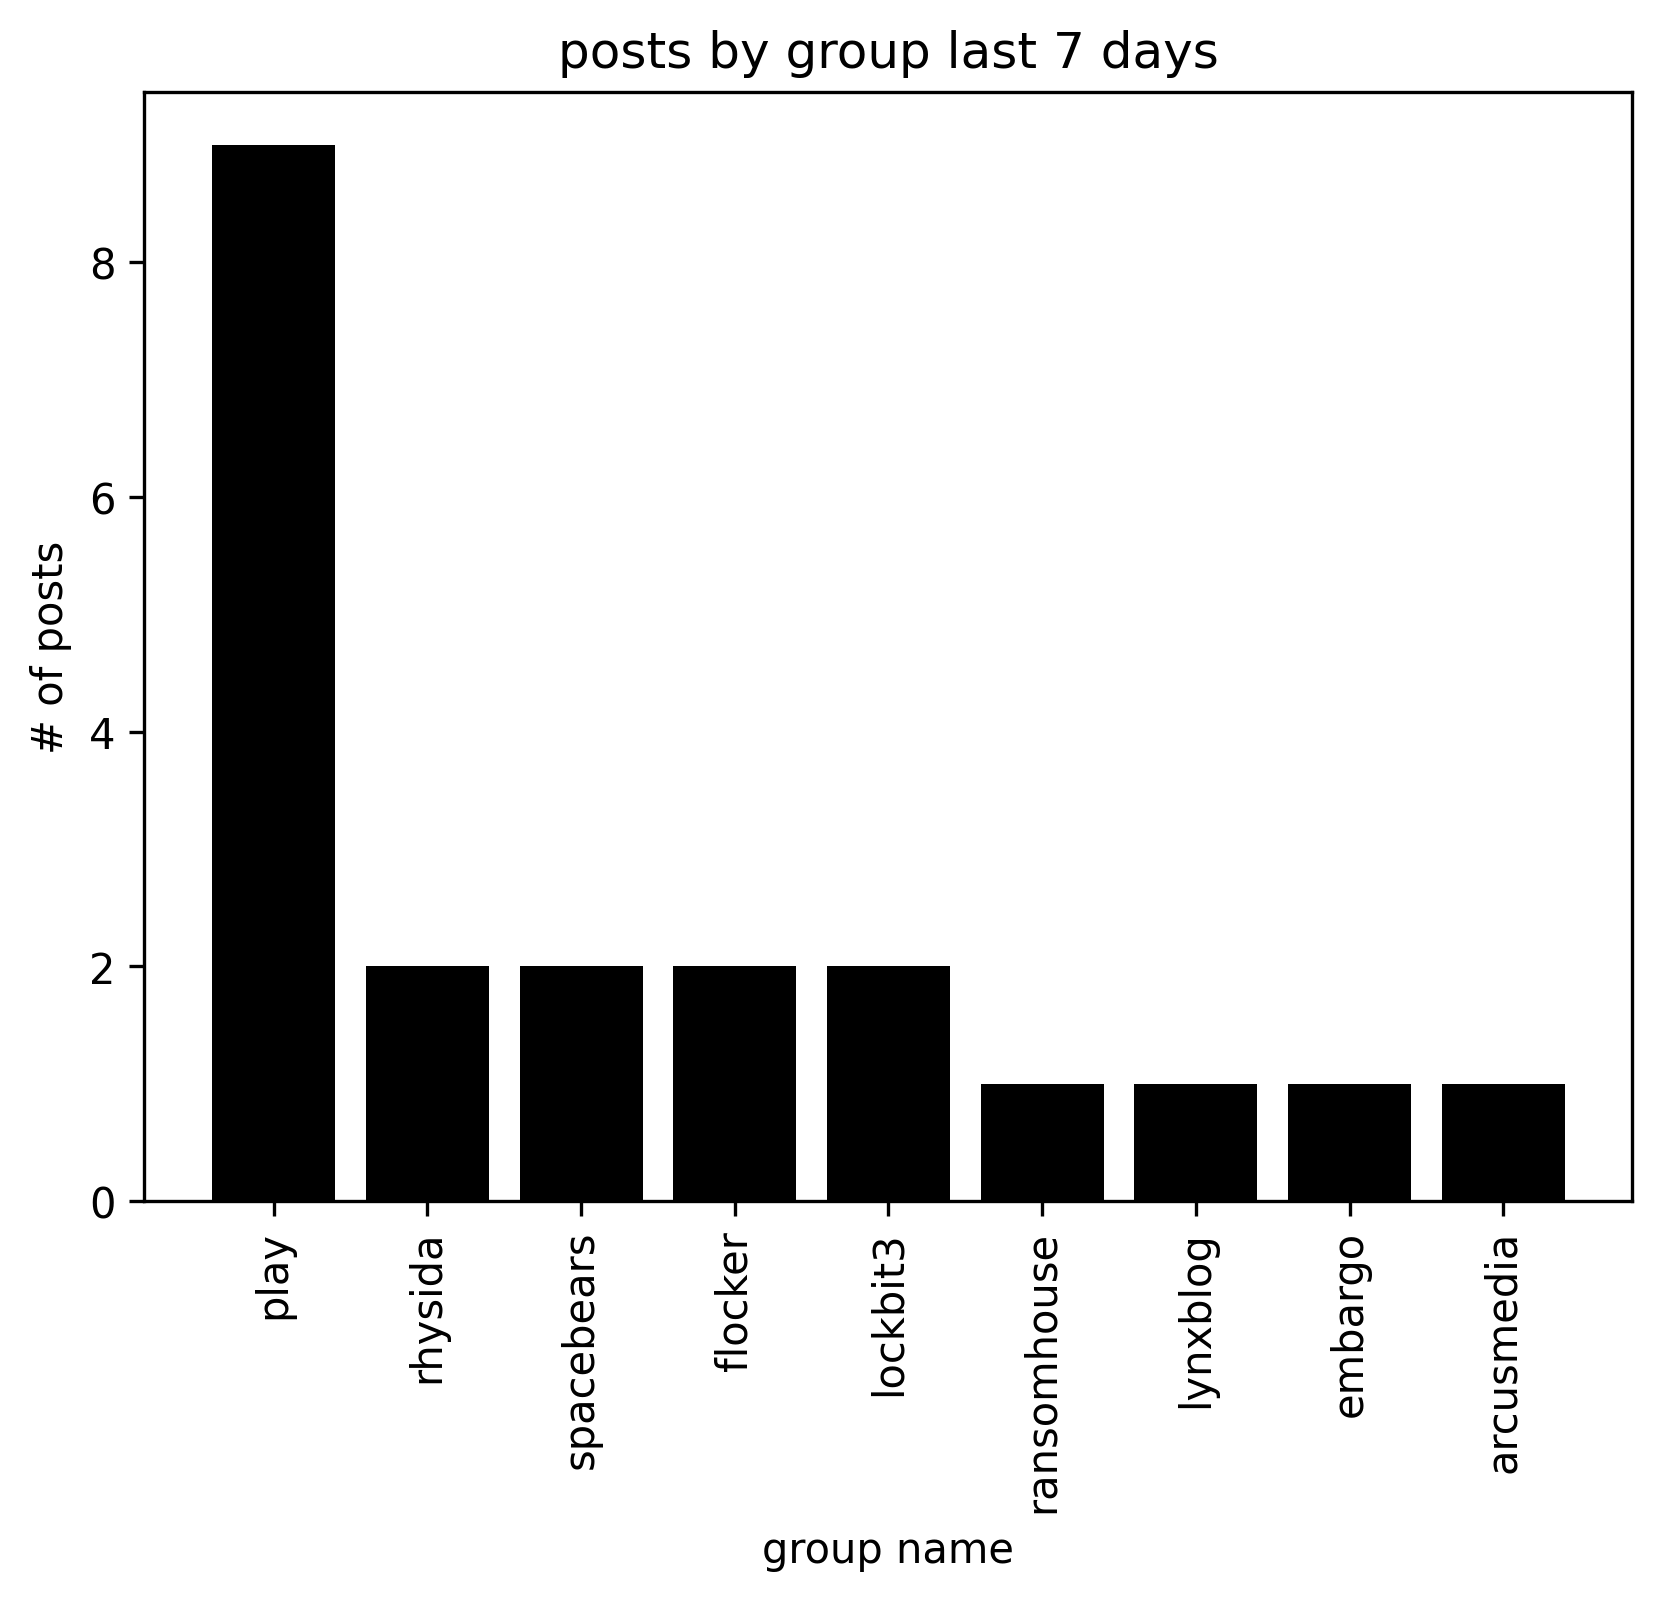 posts by group last 7 days
# of posts
8
6
4
2
0
play
rhysida
spacebears
flocker
lockbit3
ransomhouse
lynxblog
embargo
arcusmedia
group name